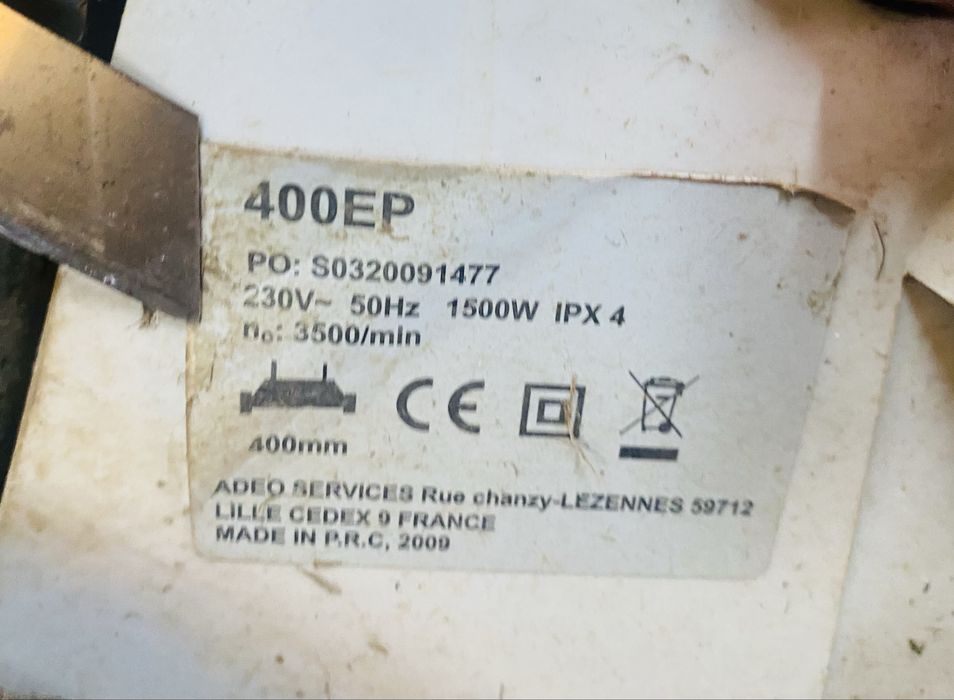 400EP
PO: S0320091477
230V~ 50Hz 1500W IPX 4
n₀: 3500/min
CE
400mm
ADEO SERVICES Rue chanzy-LEZENNES 59712
LILLE CEDEX 9 FRANCE
MADE IN P.R.C, 2009